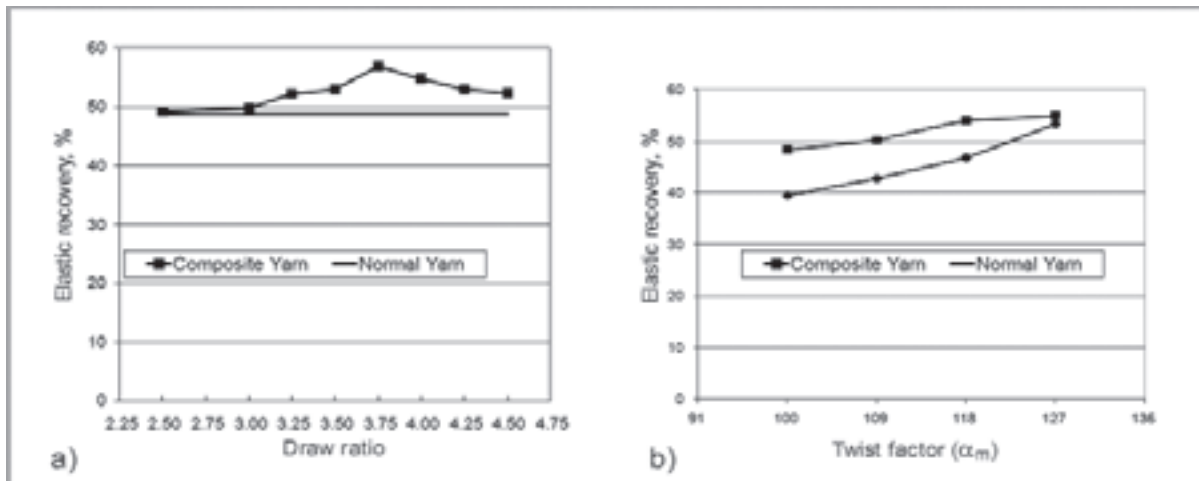 60
50
40
30
20
10
0
Elastic recovery, %
Composite Yarn Normal Yarn
2.25 2.50 2.75 3.00 3.25 3.50 3.75 4.00 4.25 4.50 4.75
Draw ratio
a)
60
50
40
30
20
10
0
Elastic recovery, %
Composite Yarn Normal Yarn
91 100 109 118 127 136
Twist factor (αm)
b)